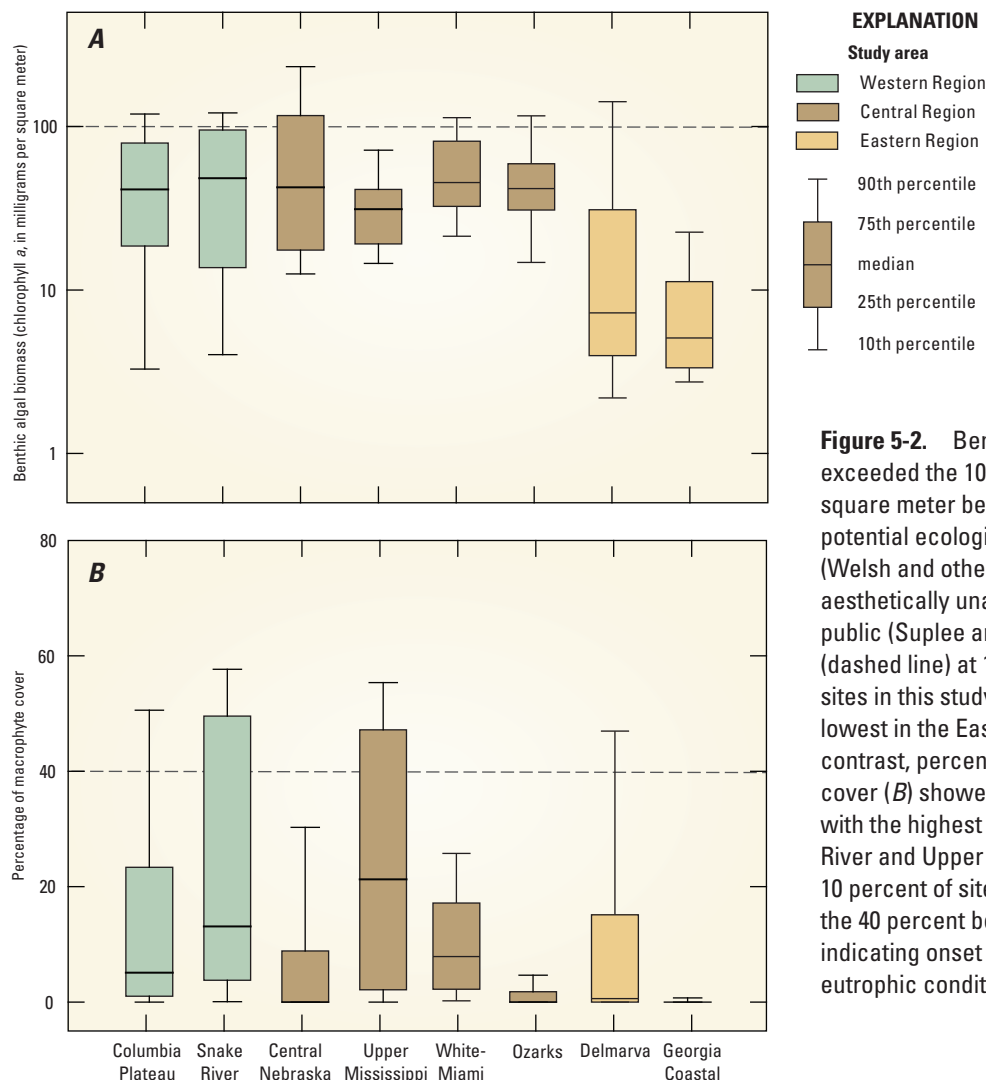 A
Benthic algal biomass (chlorophyll a, in milligrams per square meter)
100
10
1
B
Percentage of macrophyte cover
80
60
40
20
0
Columbia Plateau
Snake River
Central Nebraska
Upper Mississippi
White-Miami
Ozarks
Delmarva
Georgia Coastal
EXPLANATION
Study area
Western Region
Central Region
Eastern Region
90th percentile
75th percentile
median
25th percentile
10th percentile
Figure 5-2. Ben
exceeded the 10
square meter be
potential ecologi
(Welsh and othe
aesthetically una
public (Suplee an
(dashed line) at 1
sites in this study
lowest in the Eas
contrast, percen
cover (B) showe
with the highest
River and Upper
10 percent of site
the 40 percent be
indicating onset
eutrophic condit